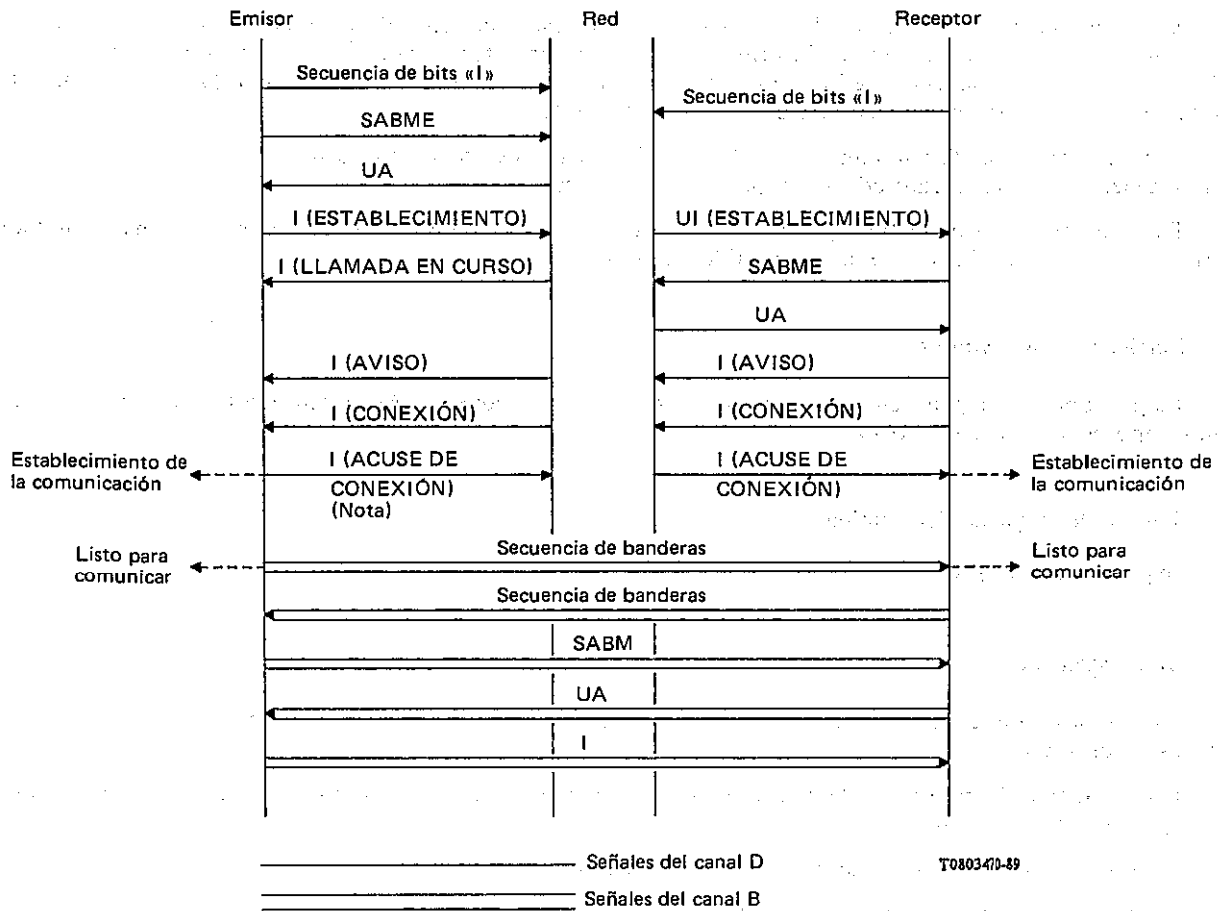 Emisor Red Receptor
Secuencia de bits «I»
Secuencia de bits «I»
SABME
UA
I (ESTABLECIMIENTO) UI (ESTABLECIMIENTO)
I (LLAMADA EN CURSO) SABME
UA
I (AVISO) I (AVISO)
I (CONEXIÓN) I (CONEXIÓN)
Establecimiento de
la comunicación
I (ACUSE DE
CONEXIÓN)
(Nota)
I (ACUSE DE
CONEXIÓN)
Establecimiento de
la comunicación
Listo para
comunicar
Secuencia de banderas
Listo para
comunicar
Secuencia de banderas
SABM
UA
I
Señales del canal D
T0803470-89
Señales del canal B